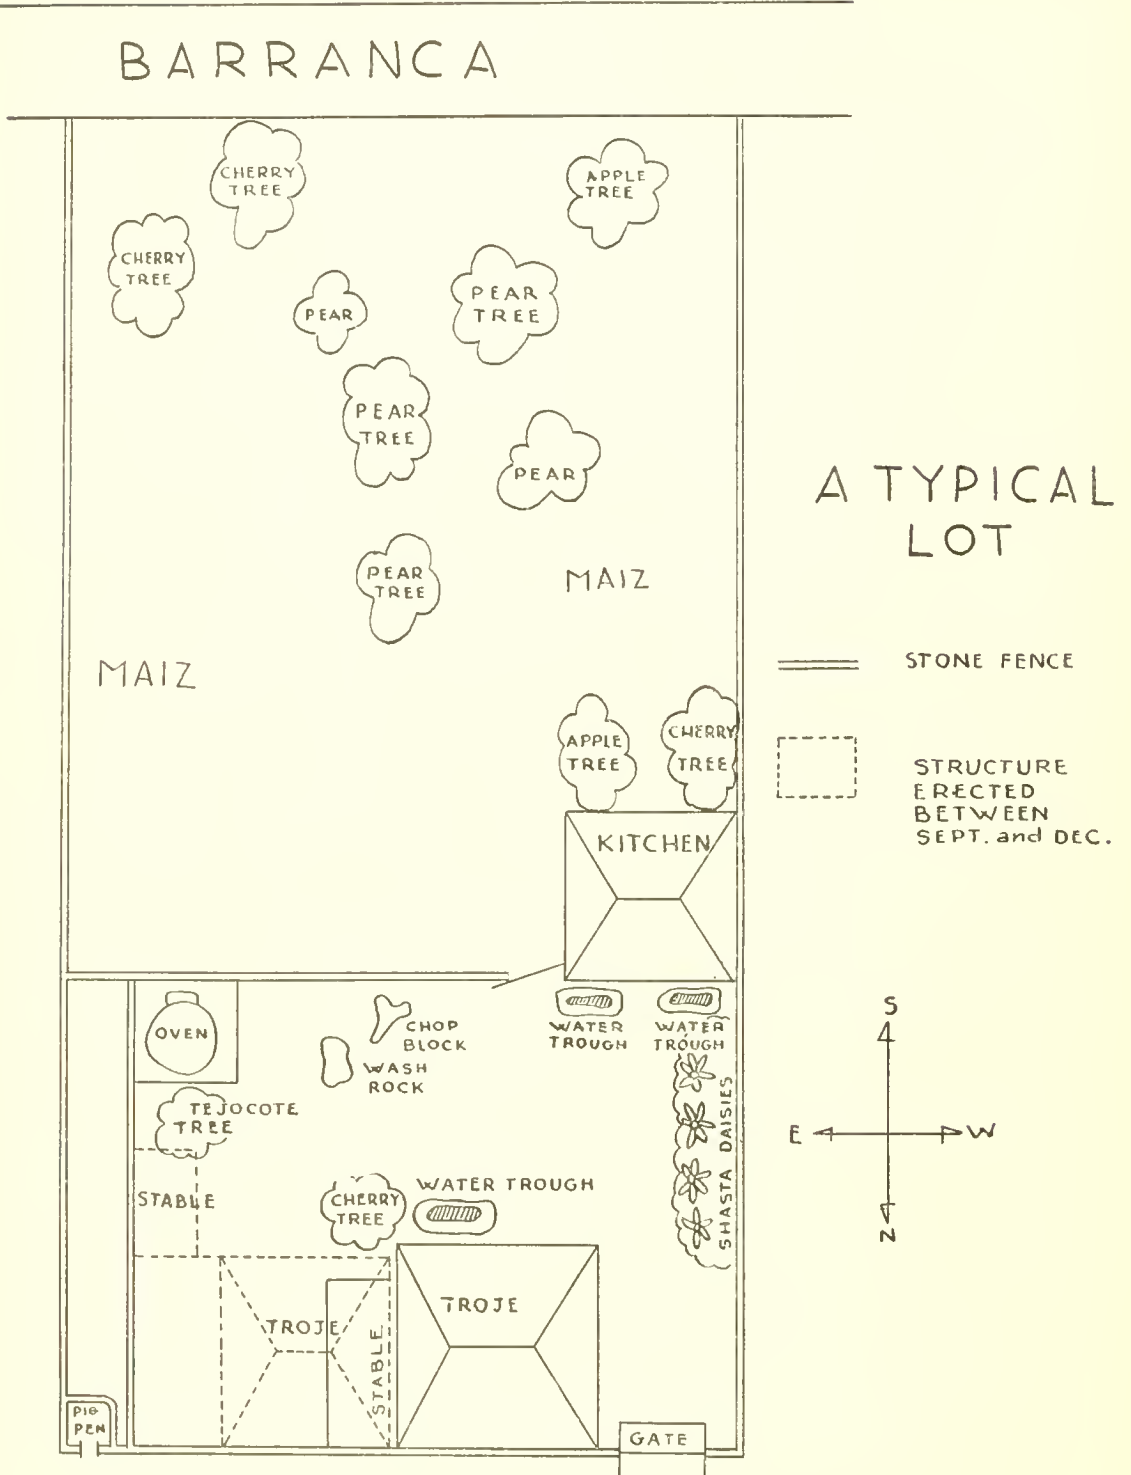 BARRANCA
CHERRY
TREE
APPLE
TREE
CHERRY
TREE
PEAR
TREE
PEAR
PEAR
TREE
PEAR
PEAR
TREE
MAIZ
MAIZ
A TYPICAL
LOT
STONE FENCE
STRUCTURE
ERECTED
BETWEEN
SEPT. and DEC.
APPLE
TREE
CHERRY
TREE
KITCHEN
OVEN
CHOP
BLOCK
WASH
ROCK
WATER
TROUGH
WATER
TROUGH
SHASTA DAISIES
TEJOCOTE
TREE
STABLE
CHERRY
TREE
WATER TROUGH
TROJE
STABLE
TROJE
PIG
PEN
GATE
S
E
W
N